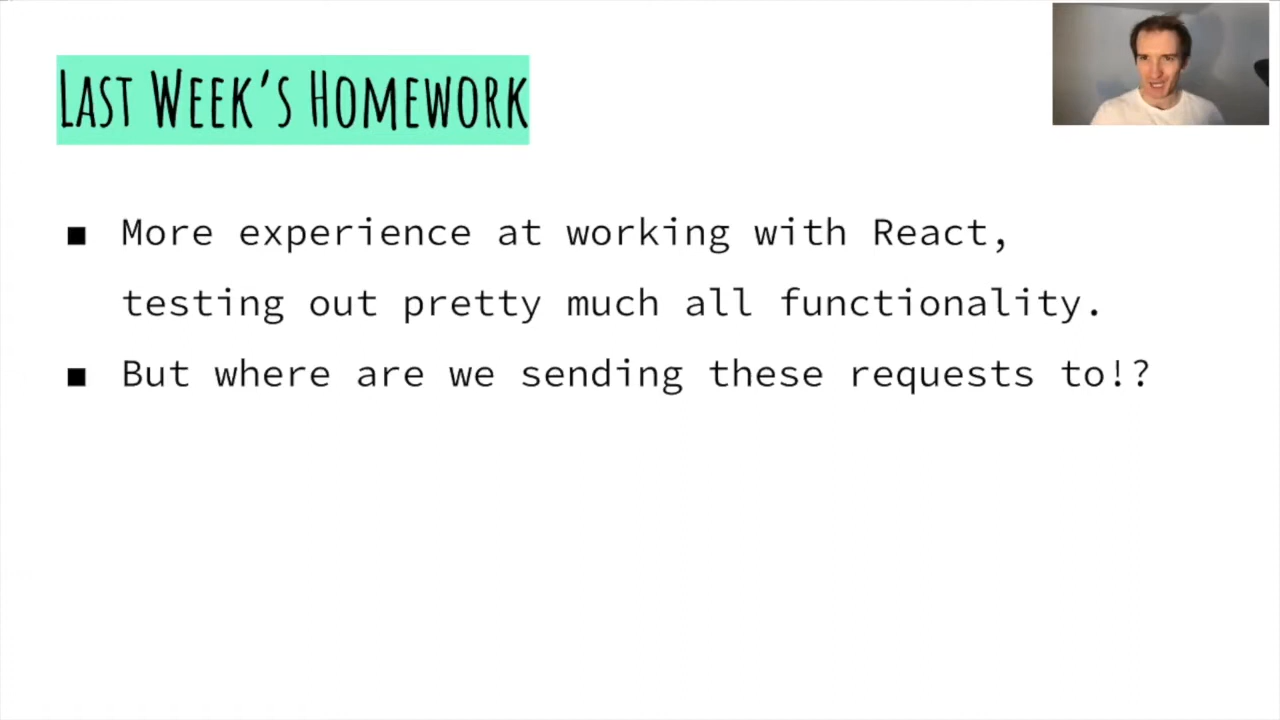 Last Week's Homework
■ More experience at working with React,
testing out pretty much all functionality.
■ But where are we sending these requests to!?